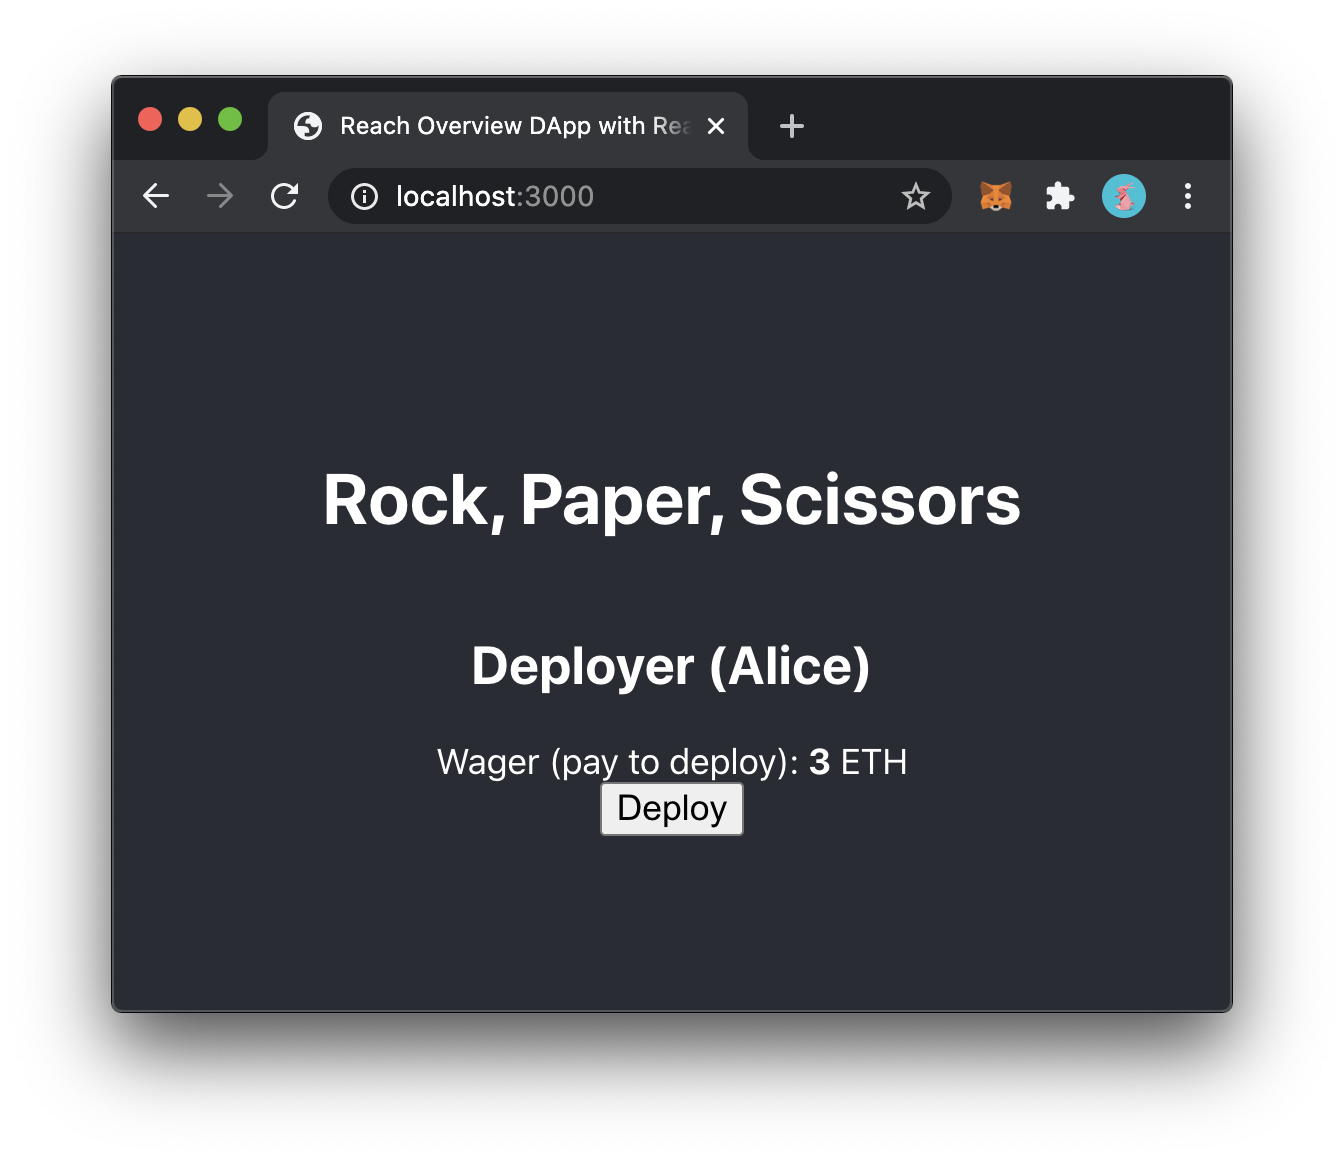 Reach Overview DApp with Rea
localhost:3000
Rock, Paper, Scissors
Deployer (Alice)
Wager (pay to deploy): 3 ETH
Deploy